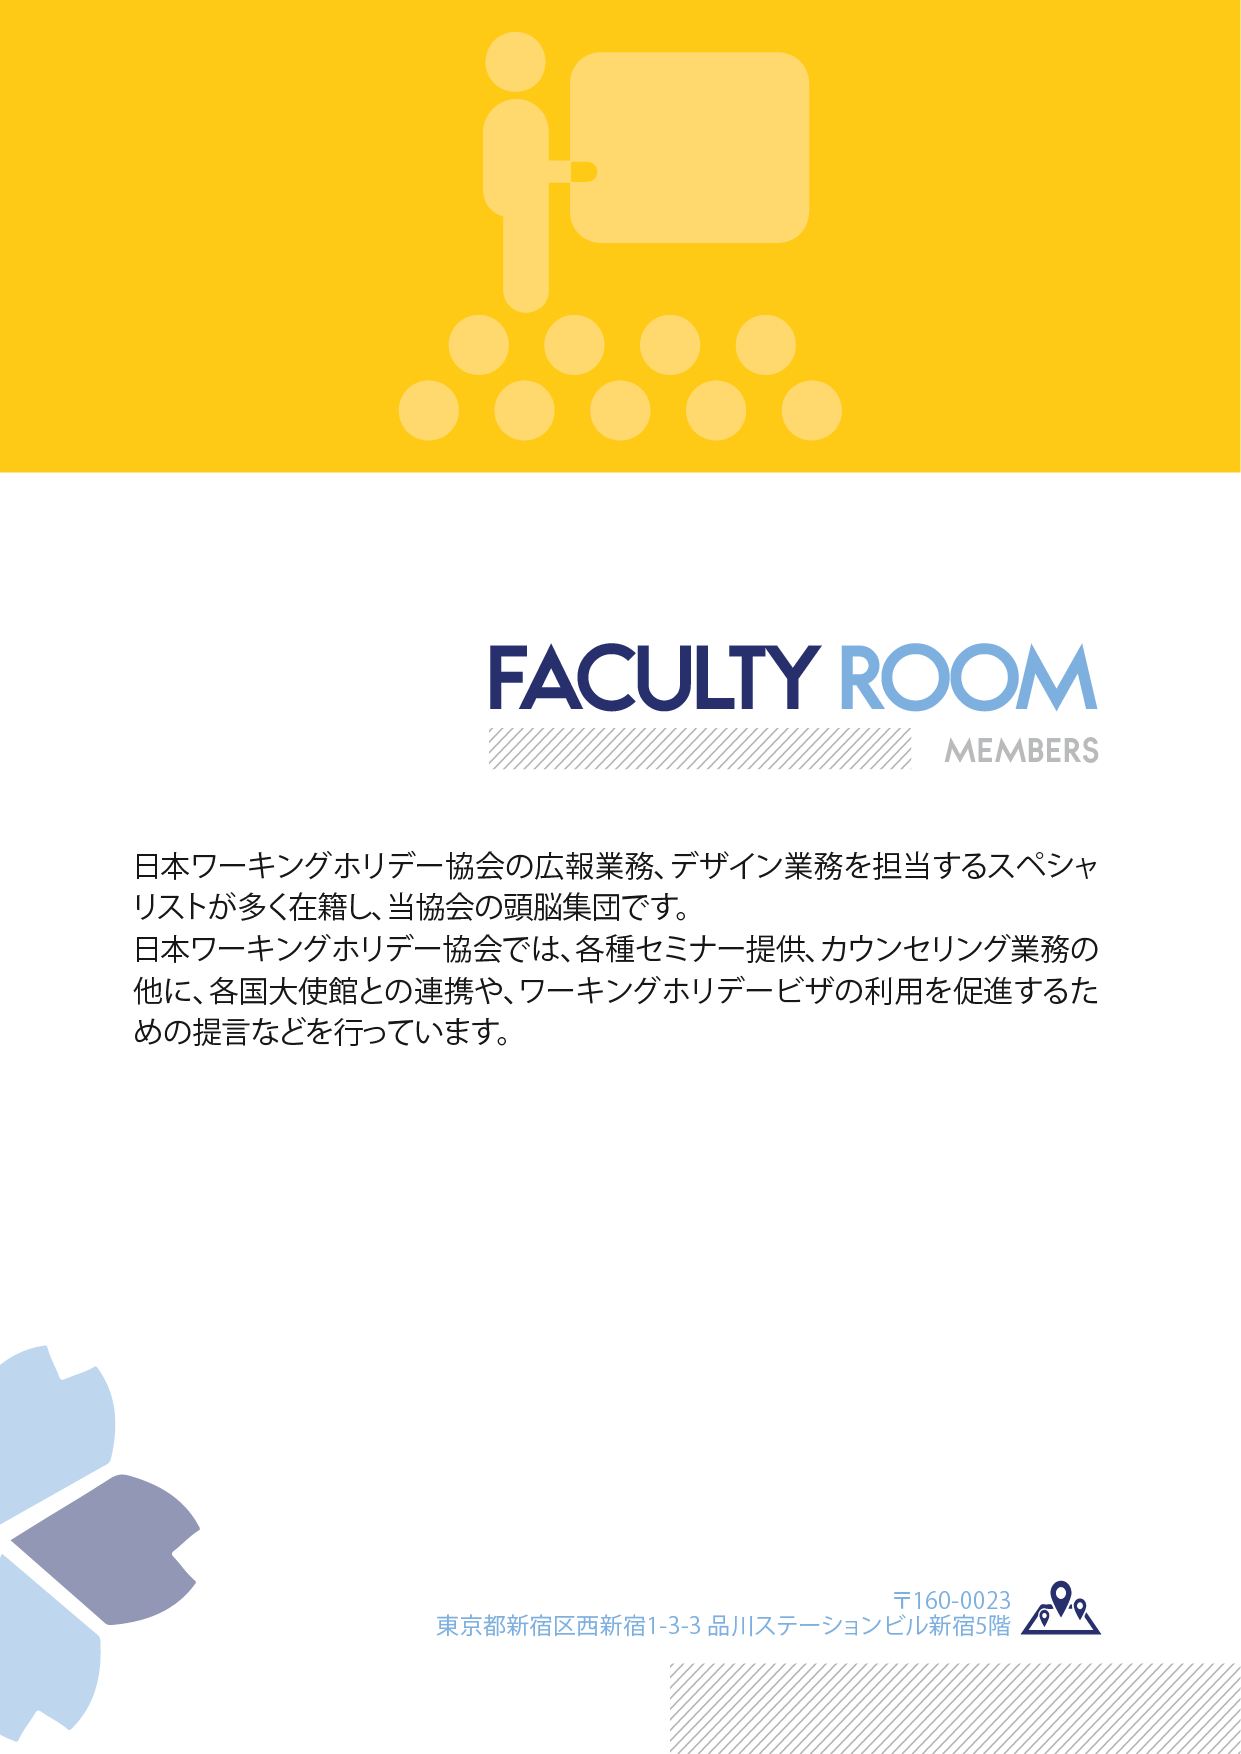 FACULTY ROOM
MEMBERS
日本ワーキングホリデー協会の広報業務、デザイン業務を担当するスペシャ
リストが多く在籍し、当協会の頭脳集団です。
日本ワーキングホリデー協会では、各種セミナー提供、カウンセリング業務の
他に、各国大使館との連携や、ワーキングホリデービザの利用を促進するた
めの提言などを行っています。
〒160-0023
東京都新宿区西新宿1-3-3 品川ステーションビル新宿5階